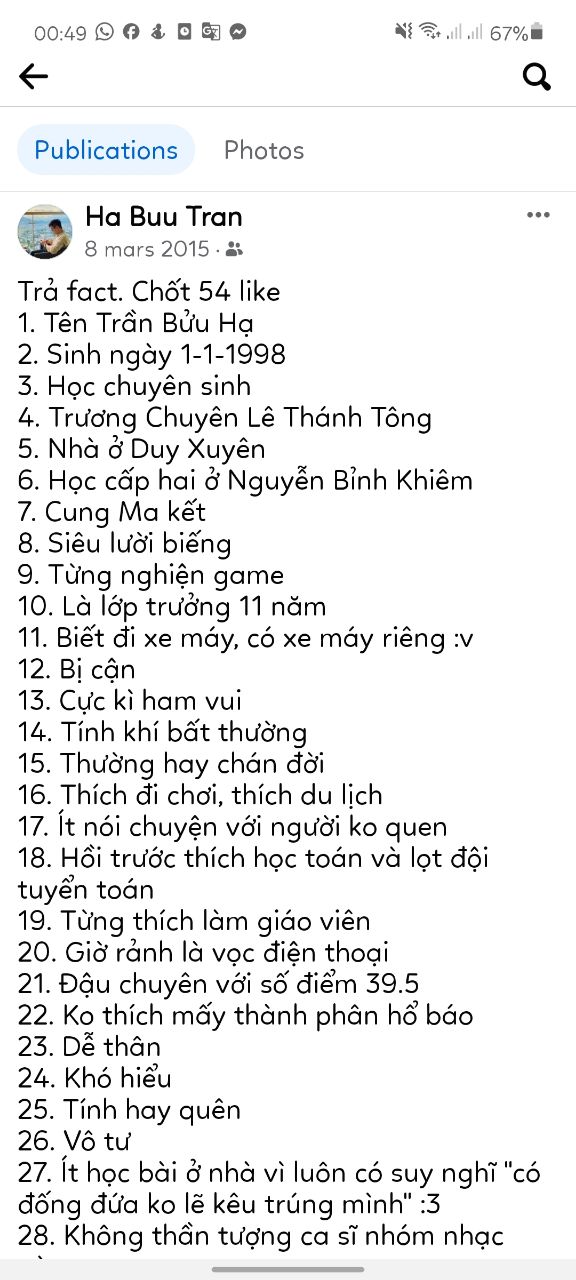 00:49
67%
Publications Photos
Ha Buu Tran
8 mars 2015
Trả fact. Chốt 54 like
1. Tên Trần Bửu Hạ
2. Sinh ngày 1-1-1998
3. Học chuyên sinh
4. Trương Chuyên Lê Thánh Tông
5. Nhà ở Duy Xuyên
6. Học cấp hai ở Nguyễn Bỉnh Khiêm
7. Cung Ma kết
8. Siêu lười biếng
9. Từng nghiện game
10. Là lớp trưởng 11 năm
11. Biết đi xe máy, có xe máy riêng :v
12. Bị cận
13. Cực kì ham vui
14. Tính khí bất thường
15. Thường hay chán đời
16. Thích đi chơi, thích du lịch
17. Ít nói chuyện với người ko quen
18. Hồi trước thích học toán và lọt đội
tuyển toán
19. Từng thích làm giáo viên
20. Giờ rảnh là vọc điện thoại
21. Đậu chuyên với số điểm 39.5
22. Ko thích mấy thành phân hổ báo
23. Dễ thân
24. Khó hiểu
25. Tính hay quên
26. Vô tư
27. Ít học bài ở nhà vì luôn có suy nghĩ "có
đống đứa ko lẽ kêu trúng mình" :3
28. Không thần tượng ca sĩ nhóm nhạc